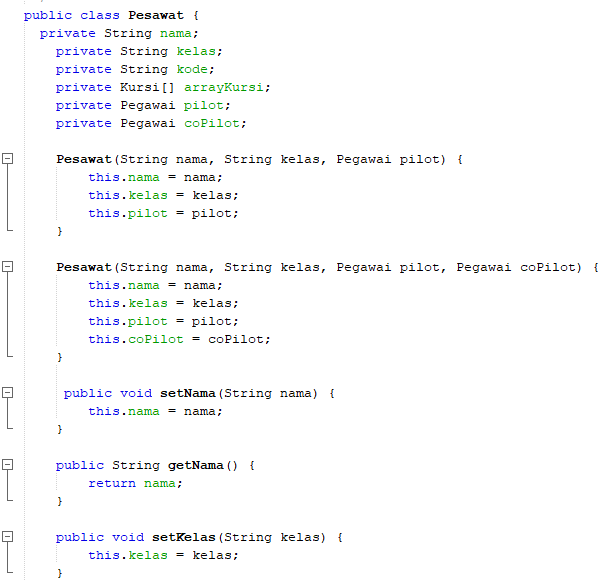 public class Pesawat {
private String nama;
private String kelas;
private String kode;
private Kursi[] arrayKursi;
private Pegawai pilot;
private Pegawai coPilot;
Pesawat(String nama, String kelas, Pegawai pilot) {
this.nama = nama;
this.kelas = kelas;
this.pilot = pilot;
}
Pesawat(String nama, String kelas, Pegawai pilot, Pegawai coPilot) {
this.nama = nama;
this.kelas = kelas;
this.pilot = pilot;
this.coPilot = coPilot;
}
public void setNama(String nama) {
this.nama = nama;
}
public String getNama() {
return nama;
}
public void setKelas(String kelas) {
this.kelas = kelas;
}